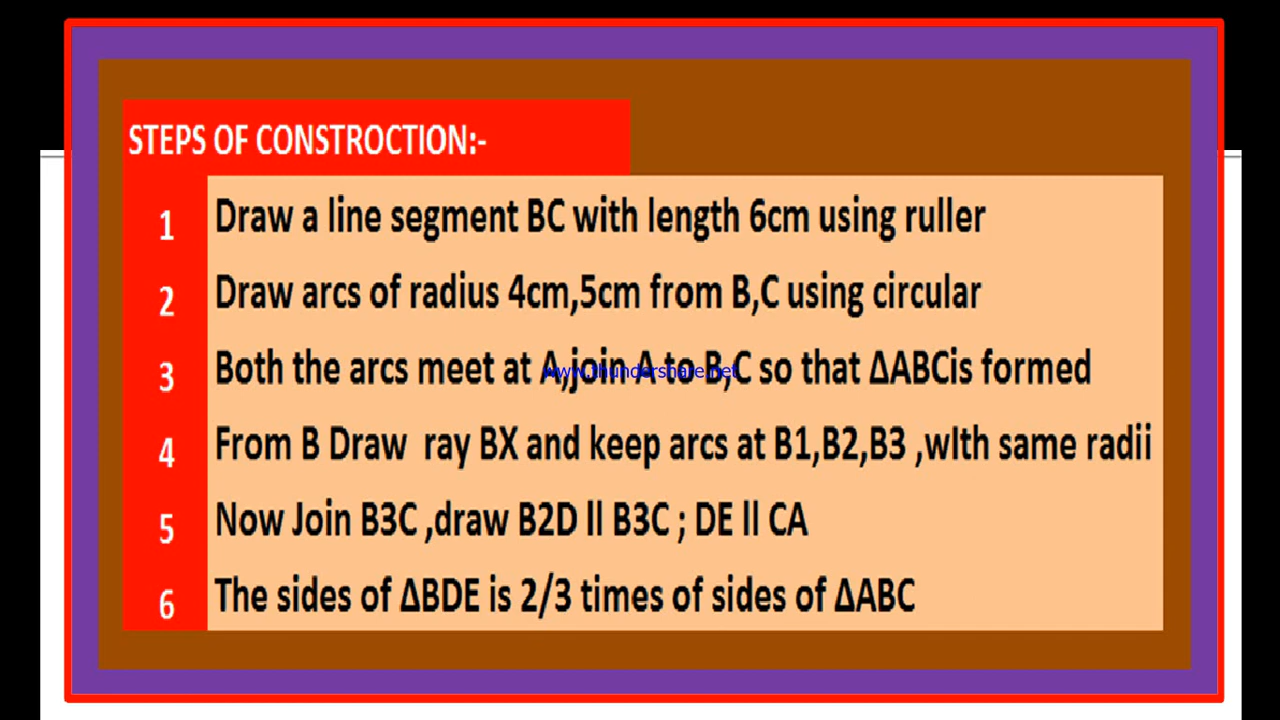 STEPS OF CONSTROCTION:-
1 Draw a line segment BC with length 6cm using ruller
2 Draw arcs of radius 4cm,5cm from B,C using circular
3 Both the arcs meet at A,join A to B,C so that ΔABCis formed
www.thundershare.net
4 From B Draw ray BX and keep arcs at B1,B2,B3 ,wIth same radii
5 Now Join B3C ,draw B2D ll B3C ; DE ll CA
6 The sides of ΔBDE is 2/3 times of sides of ΔABC